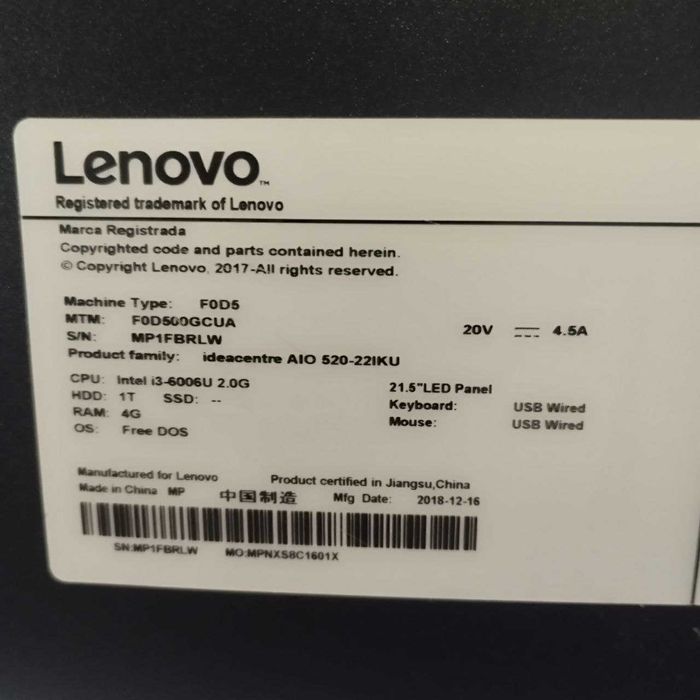 Lenovo™
Registered trademark of Lenovo
Marca Registrada
Copyrighted code and parts contained herein.
© Copyright Lenovo, 2017-All rights reserved.
Machine Type: F0D5
MTM: F0D500GCUA
S/N: MP1FBRLW
20V ⎓ 4.5A
Product family: ideacentre AIO 520-22IKU
CPU: Intel i3-6006U 2.0G
21.5"LED Panel
HDD: 1T SSD: --
Keyboard: USB Wired
RAM: 4G
Mouse: USB Wired
OS: Free DOS
Manufactured for Lenovo Product certified in Jiangsu,China
Made in China MP 中国制造 Mfg Date: 2018-12-16
SN:MP1FBRLW MO:MPNXS8C1601X